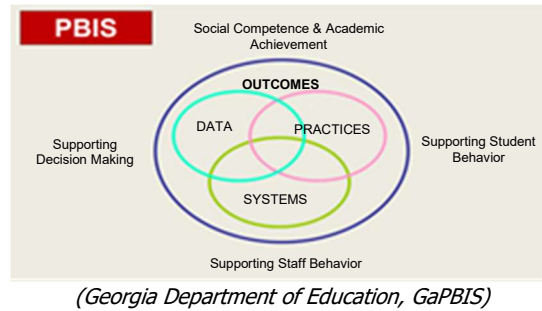 PBIS
Social Competence & Academic
Achievement
OUTCOMES
DATA
PRACTICES
Supporting
Decision Making
Supporting Student
Behavior
SYSTEMS
Supporting Staff Behavior
(Georgia Department of Education, GaPBIS)